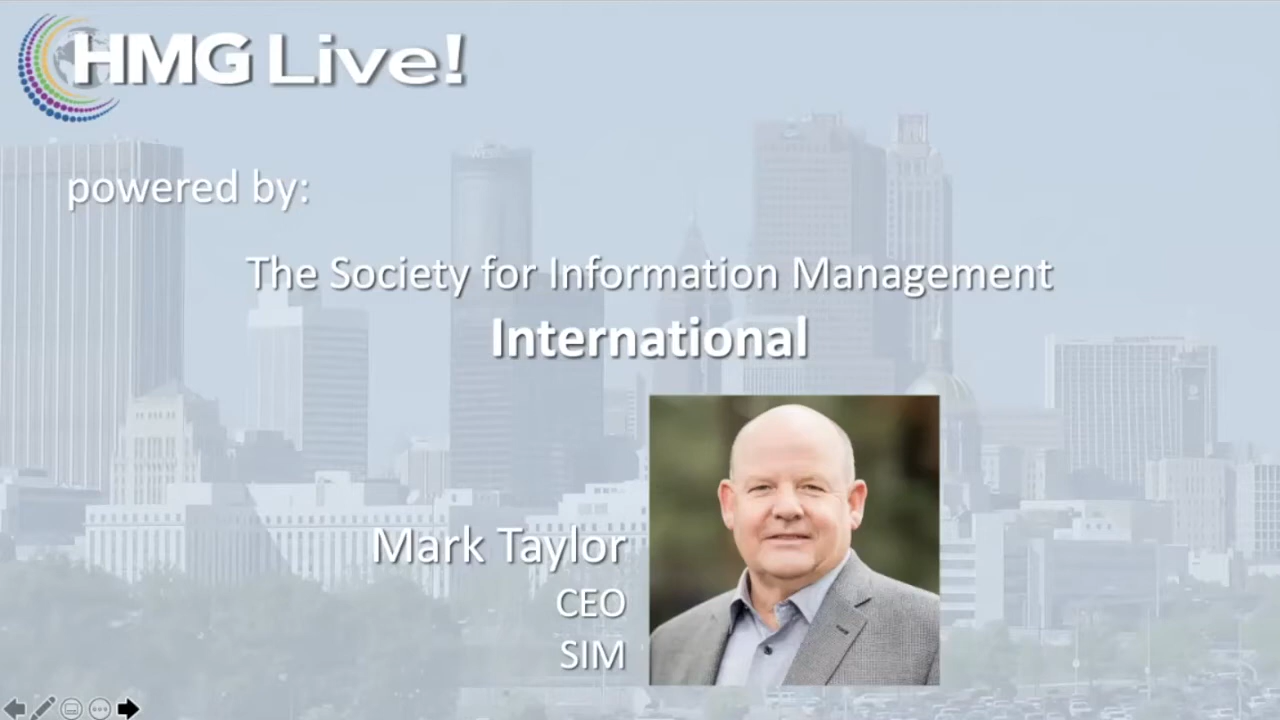 HMG Live!
powered by:
The Society for Information Management
International
Mark Taylor
CEO
SIM